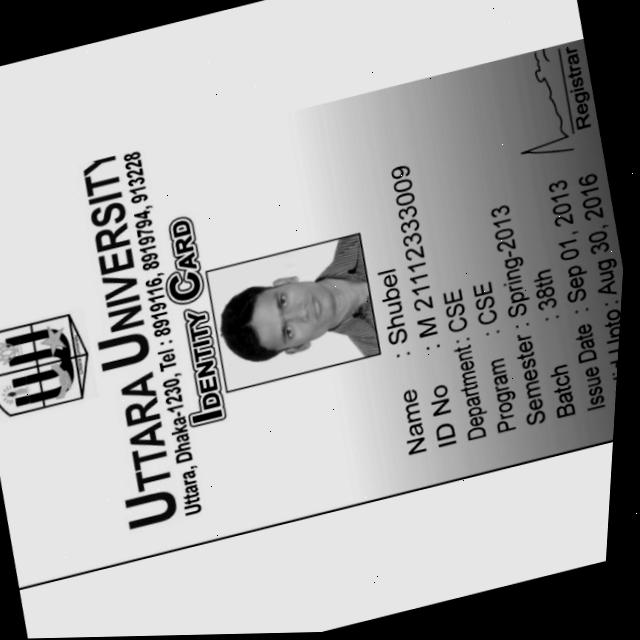 UTTARA UNIVERSITY
Uttara, Dhaka-1230, Tel : 8919116, 8919794, 913228
IDENTITY CARD
Name : Shubel
ID No : M 21112333009
Department : CSE
Program : CSE
Semester : Spring-2013
Batch : 38th
Issue Date : Sep 01, 2013
Upto : Aug 30, 2016
Registrar